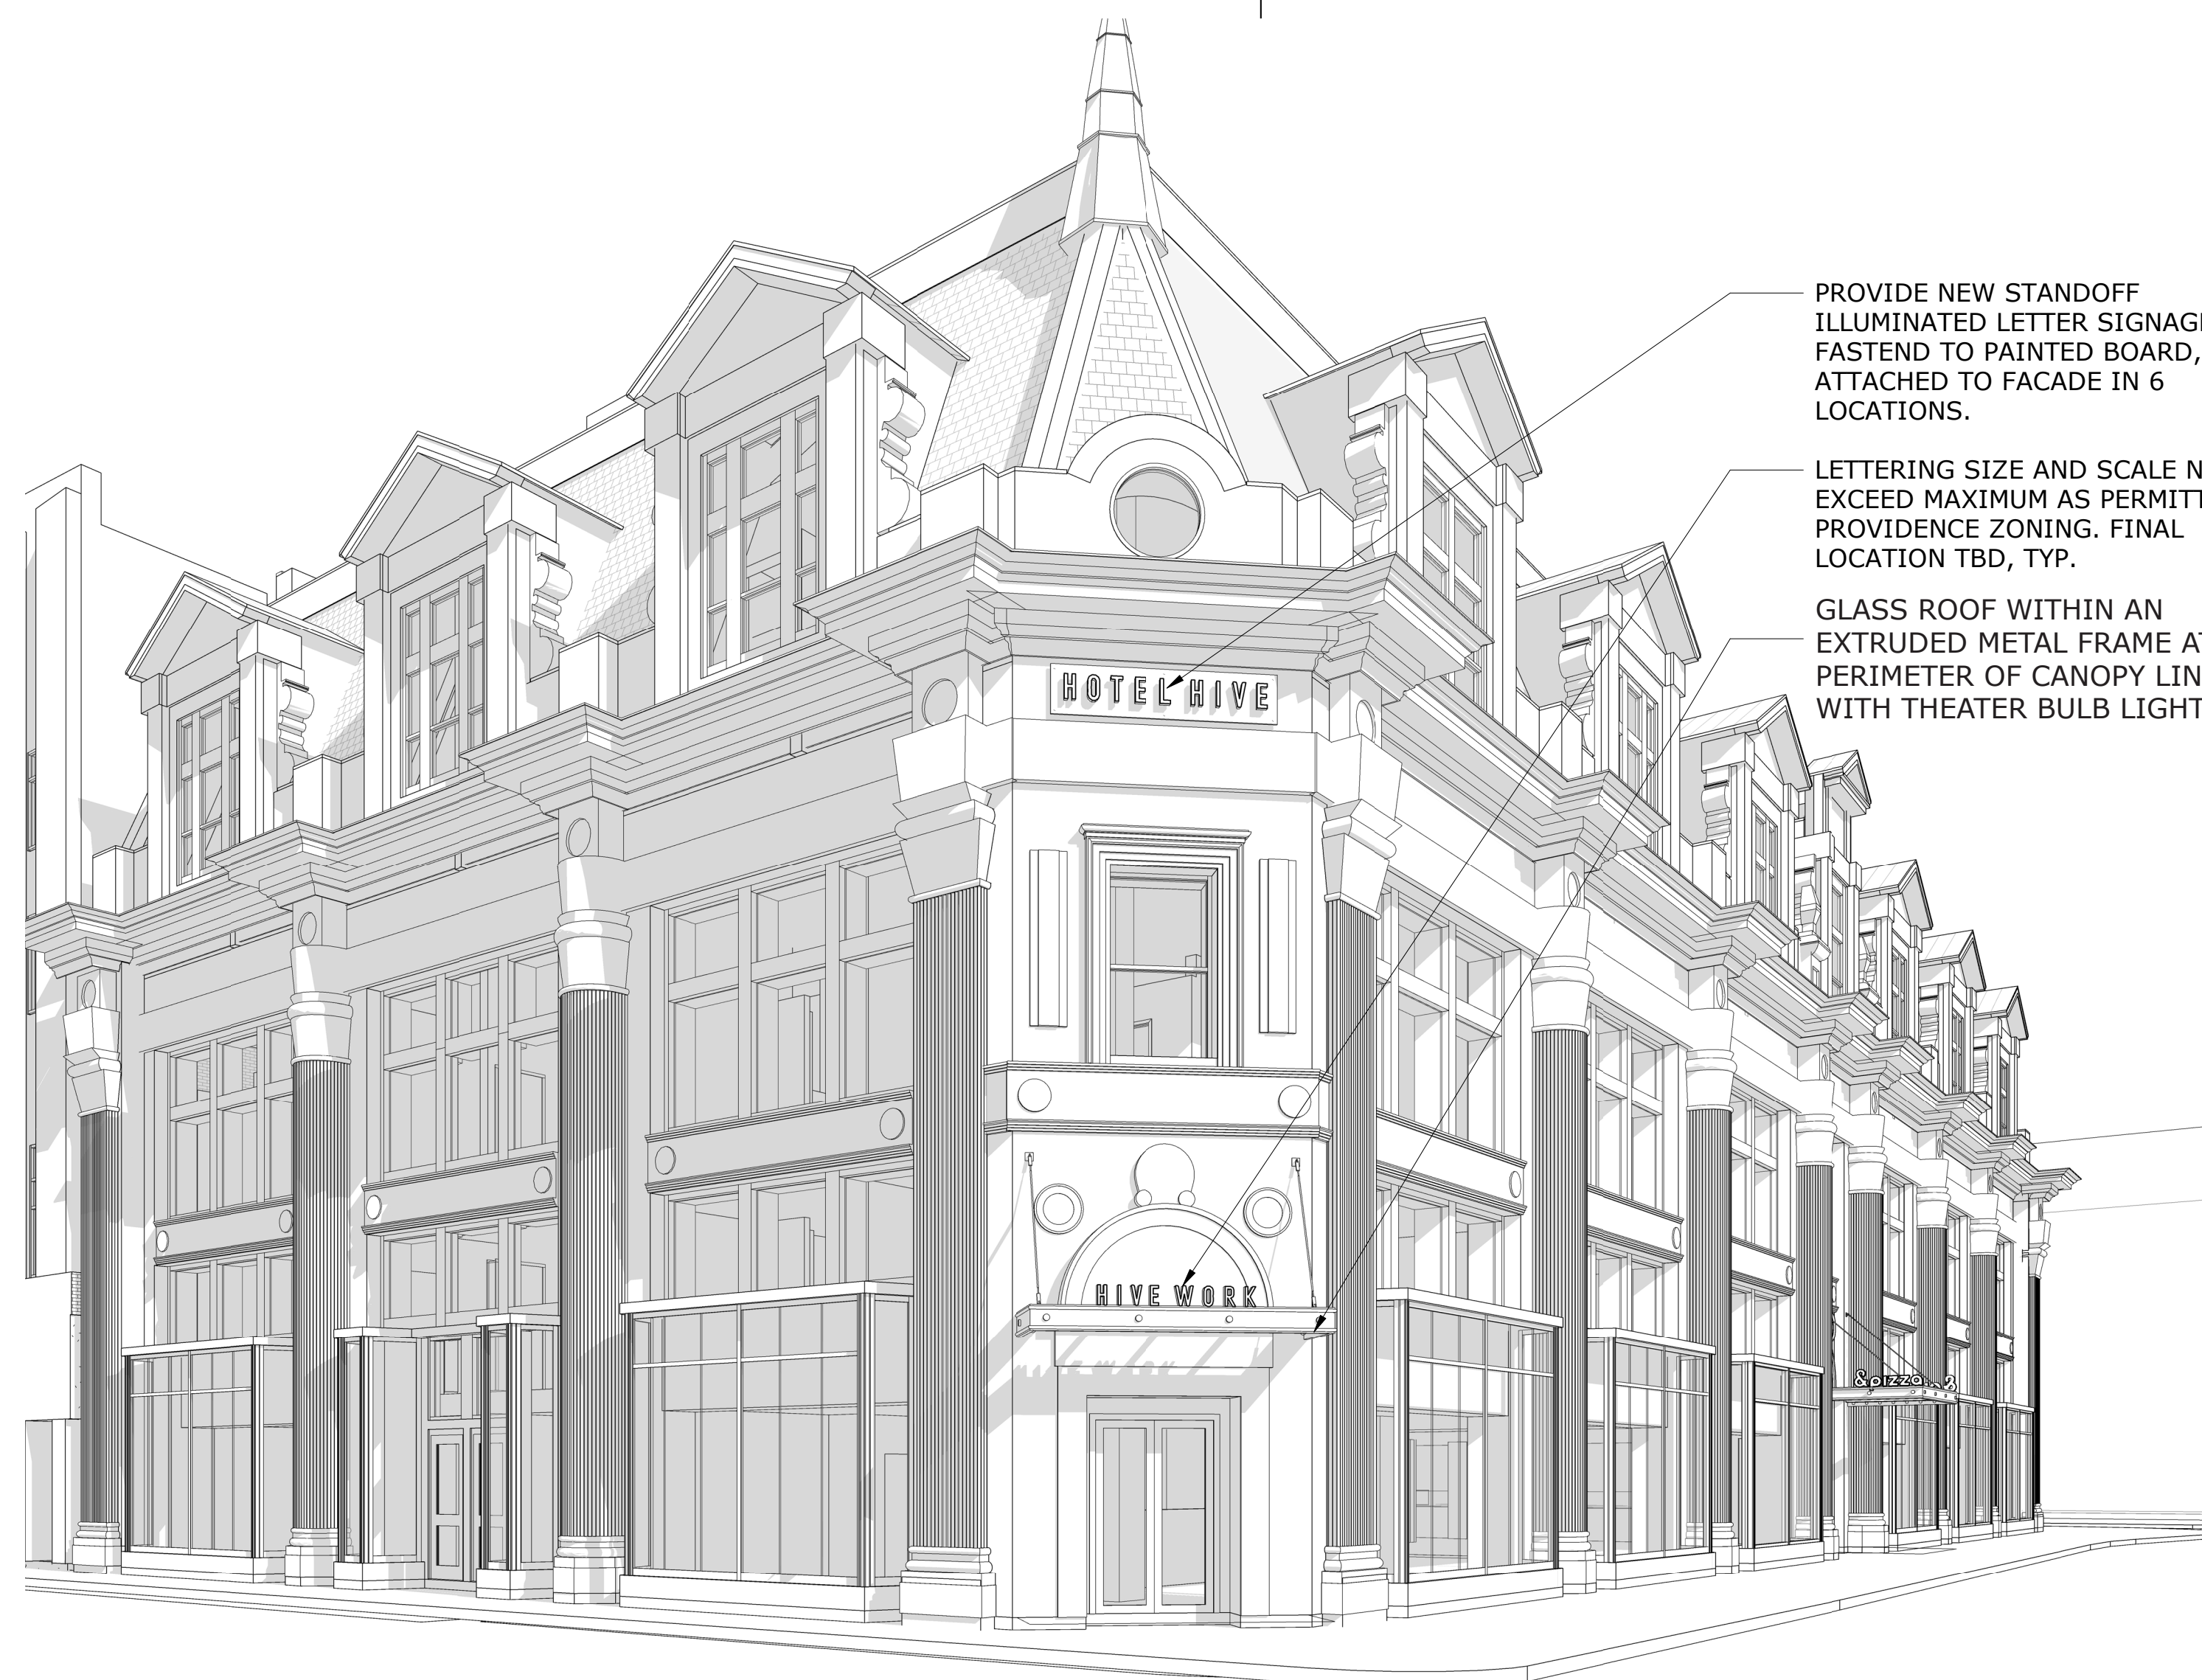 PROVIDE NEW STANDOFF
ILLUMINATED LETTER SIGNAG
FASTEND TO PAINTED BOARD,
ATTACHED TO FACADE IN 6
LOCATIONS.
LETTERING SIZE AND SCALE N
EXCEED MAXIMUM AS PERMITT
PROVIDENCE ZONING. FINAL
LOCATION TBD, TYP.
GLASS ROOF WITHIN AN
EXTRUDED METAL FRAME AT
PERIMETER OF CANOPY LIN
WITH THEATER BULB LIGHT
HOTEL HIVE
HIVE WORK
&pizza